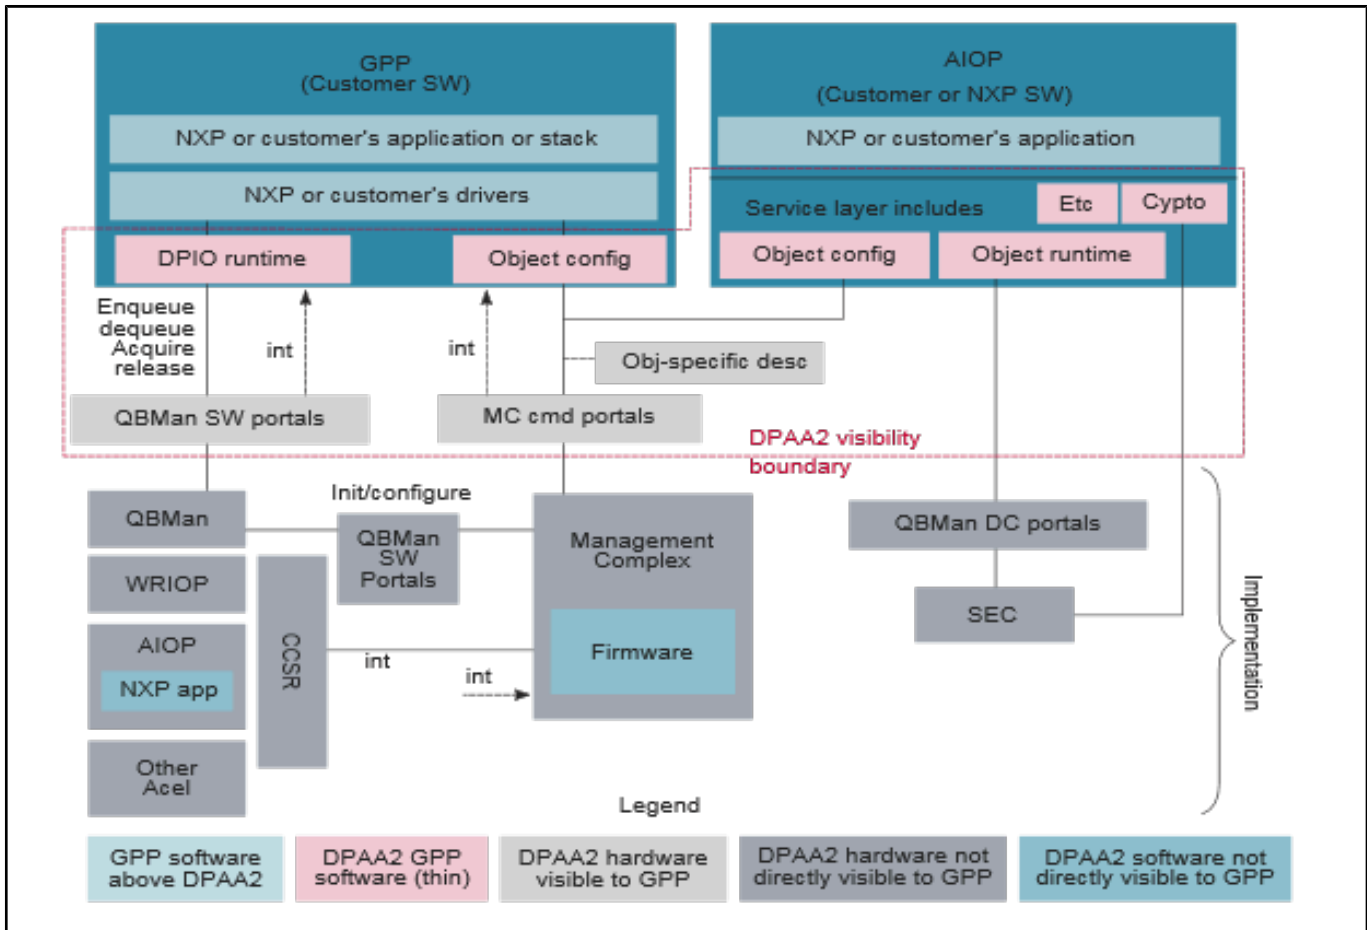 GPP
(Customer SW)
NXP or customer's application or stack
NXP or customer's drivers
DPIO runtime
Object config
AIOP
(Customer or NXP SW)
NXP or customer's application
Service layer includes
Etc
Cypto
Object config
Object runtime
Enqueue
dequeue
Acquire
release
int
int
Obj-specific desc
QBMan SW portals
MC cmd portals
DPAA2 visibility
boundary
QBMan
Init/configure
QBMan
SW
Portals
Management
Complex
Firmware
QBMan DC portals
SEC
WRIOP
AIOP
NXP app
Other
Acel
CCSR
int
int
Implementation
Legend
GPP software
above DPAA2
DPAA2 GPP
software (thin)
DPAA2 hardware
visible to GPP
DPAA2 hardware not
directly visible to GPP
DPAA2 software not
directly visible to GPP